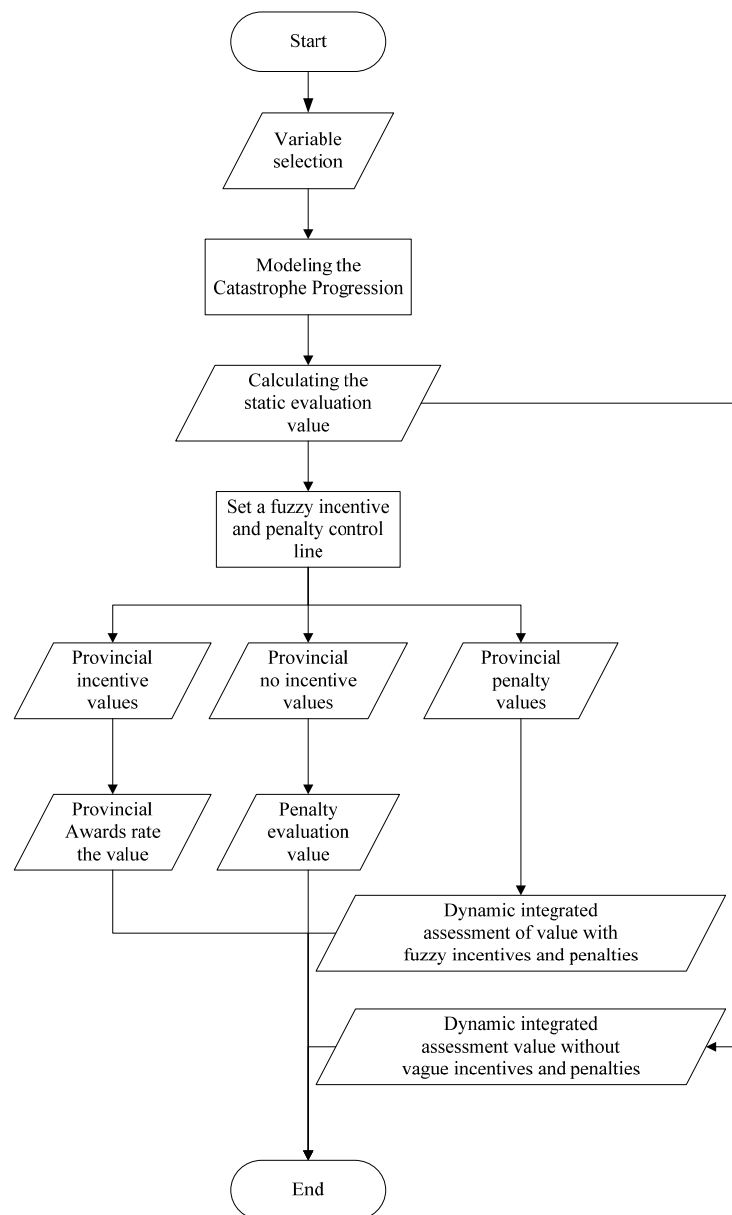 Start
Variable
selection
Modeling the
Catastrophe Progression
Calculating the
static evaluation
value
Set a fuzzy incentive
and penalty control
line
Provincial
incentive
values
Provincial
no incentive
values
Provincial
penalty
values
Provincial
Awards rate
the value
Penalty
evaluation
value
Dynamic integrated
assessment of value with
fuzzy incentives and penalties
Dynamic integrated
assessment value without
vague incentives and penalties
End